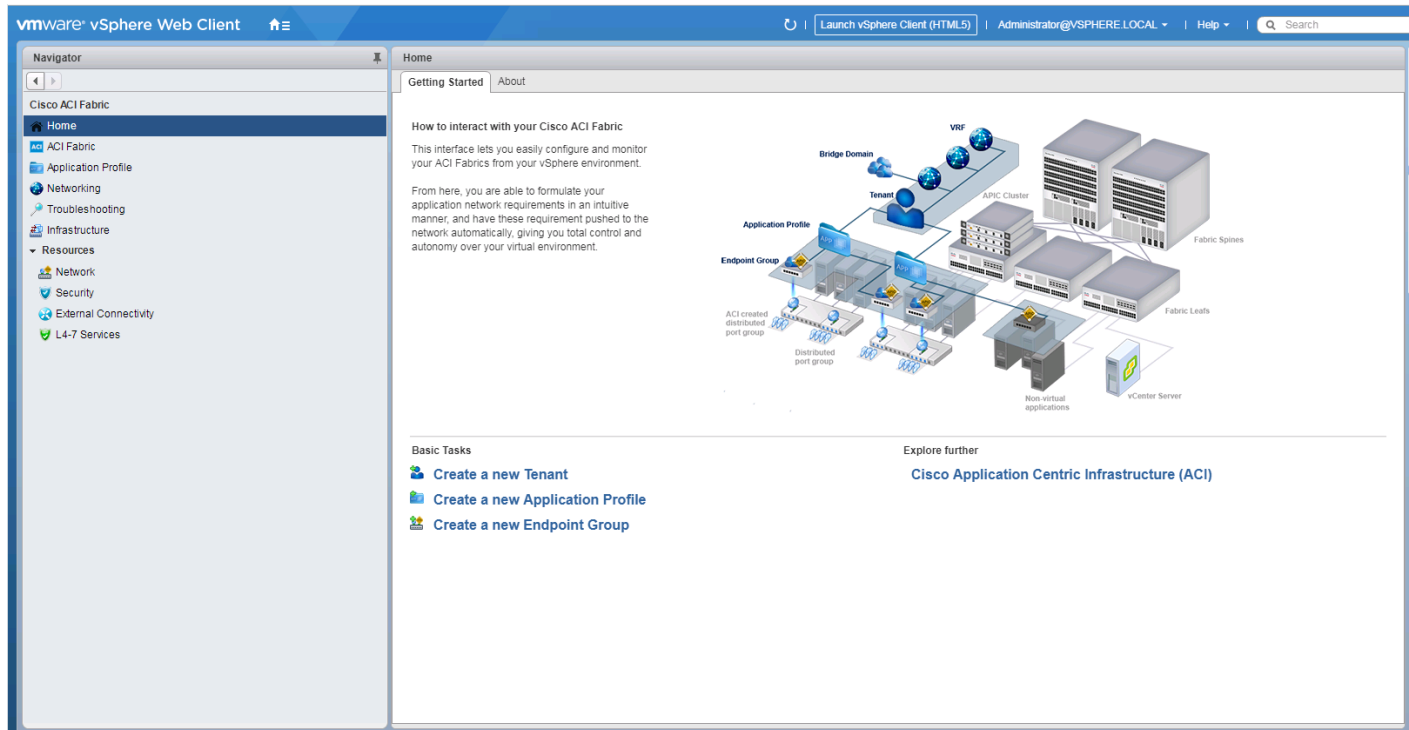 vmware® vSphere Web Client
Launch vSphere Client (HTML5)
Administrator@VSPHERE.LOCAL
Help
Search
Navigator
Cisco ACI Fabric
Home
ACI Fabric
Application Profile
Networking
Troubleshooting
Infrastructure
Resources
Network
Security
External Connectivity
L4-7 Services
Home
Getting Started
About
How to interact with your Cisco ACI Fabric
This interface lets you easily configure and monitor
your ACI Fabrics from your vSphere environment.
From here, you are able to formulate your
application network requirements in an intuitive
manner, and have these requirement pushed to the
network automatically, giving you total control and
autonomy over your virtual environment.
VRF
Bridge Domain
Tenant
APIC Cluster
Application Profile
Fabric Spines
APP
Endpoint Group
APP
Fabric Leafs
ACI created
distributed
port group
Distributed
port group
Non-virtual
applications
vCenter Server
Basic Tasks
Create a new Tenant
Create a new Application Profile
Create a new Endpoint Group
Explore further
Cisco Application Centric Infrastructure (ACI)